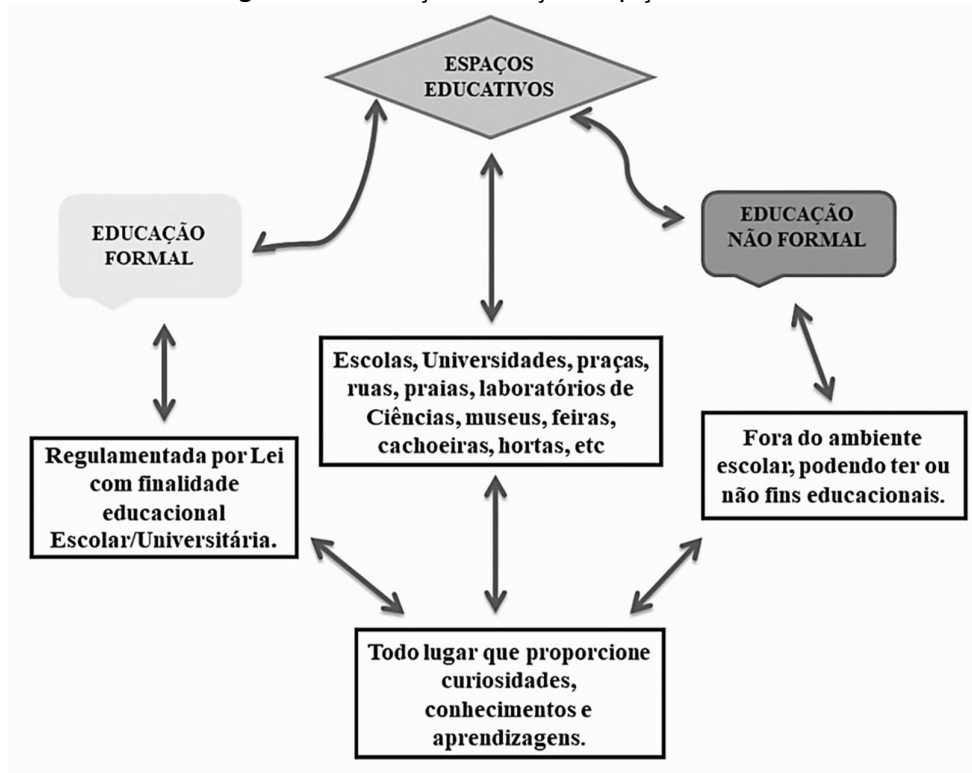 ESPAÇOS
EDUCATIVOS
EDUCAÇÃO
FORMAL
EDUCAÇÃO
NÃO FORMAL
Escolas, Universidades, praças,
ruas, praias, laboratórios de
Ciências, museus, feiras,
cachoeiras, hortas, etc
Regulamentada por Lei
com finalidade
educacional
Escolar/Universitária.
Fora do ambiente
escolar, podendo ter ou
não fins educacionais.
Todo lugar que proporcione
curiosidades,
conhecimentos e
aprendizagens.